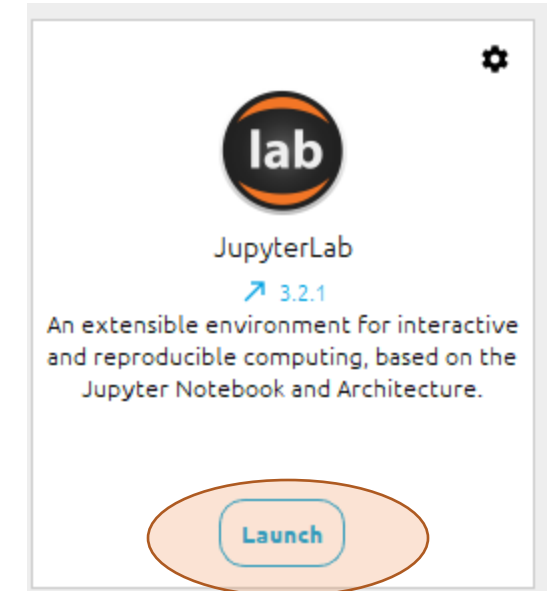 lab
JupyterLab
3.2.1
An extensible environment for interactive
and reproducible computing, based on the
Jupyter Notebook and Architecture.
Launch